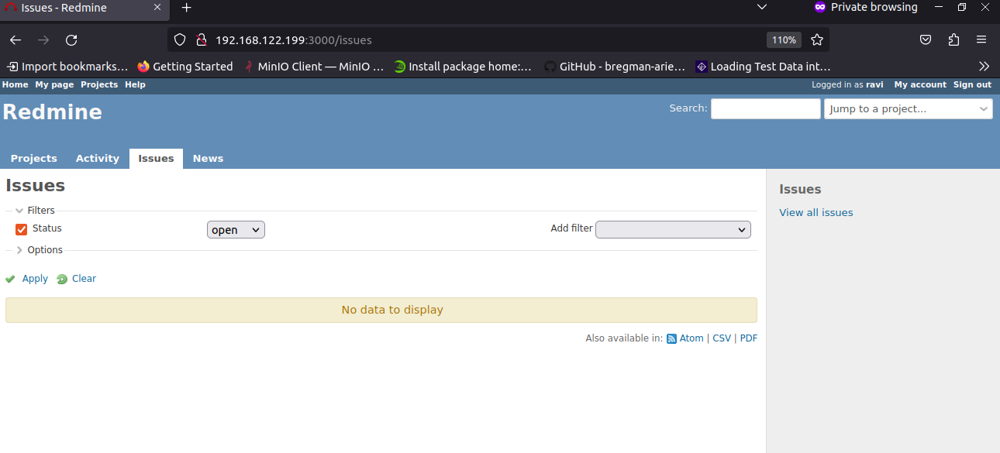 Issues - Redmine
Private browsing
192.168.122.199:3000/issues
110%
Import bookmarks... Getting Started MinIO Client — MinIO ... Install package home:... GitHub - bregman-arie... Loading Test Data int...
Home My page Projects Help
Logged in as ravi My account Sign out
Redmine
Search: Jump to a project...
Projects Activity Issues News
Issues
Filters
Status open Add filter
Options
Apply Clear
No data to display
Also available in: Atom | CSV | PDF
Issues
View all issues